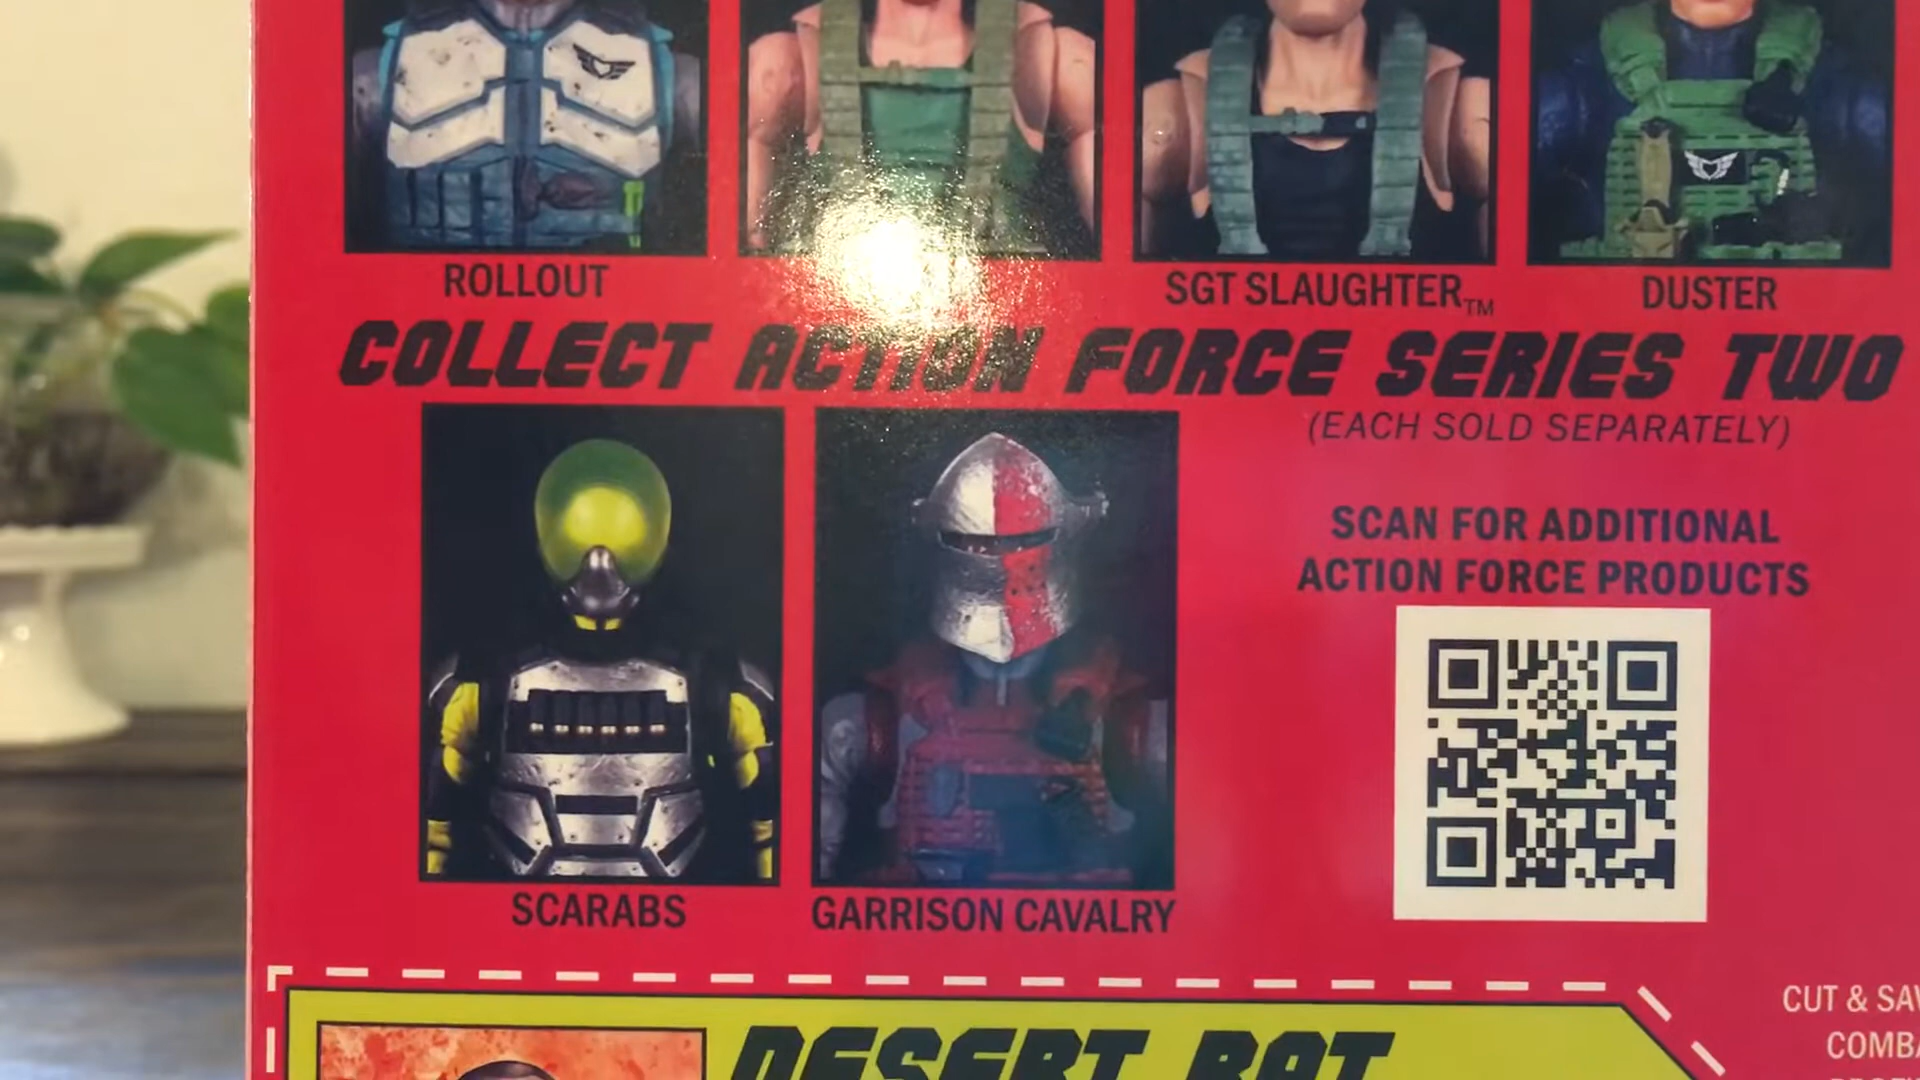 ROLLOUT
SGT SLAUGHTER™
DUSTER
COLLECT ACTION FORCE SERIES TWO
(EACH SOLD SEPARATELY)
SCAN FOR ADDITIONAL
ACTION FORCE PRODUCTS
SCARABS
GARRISON CAVALRY
CUT &
DESERT RAT